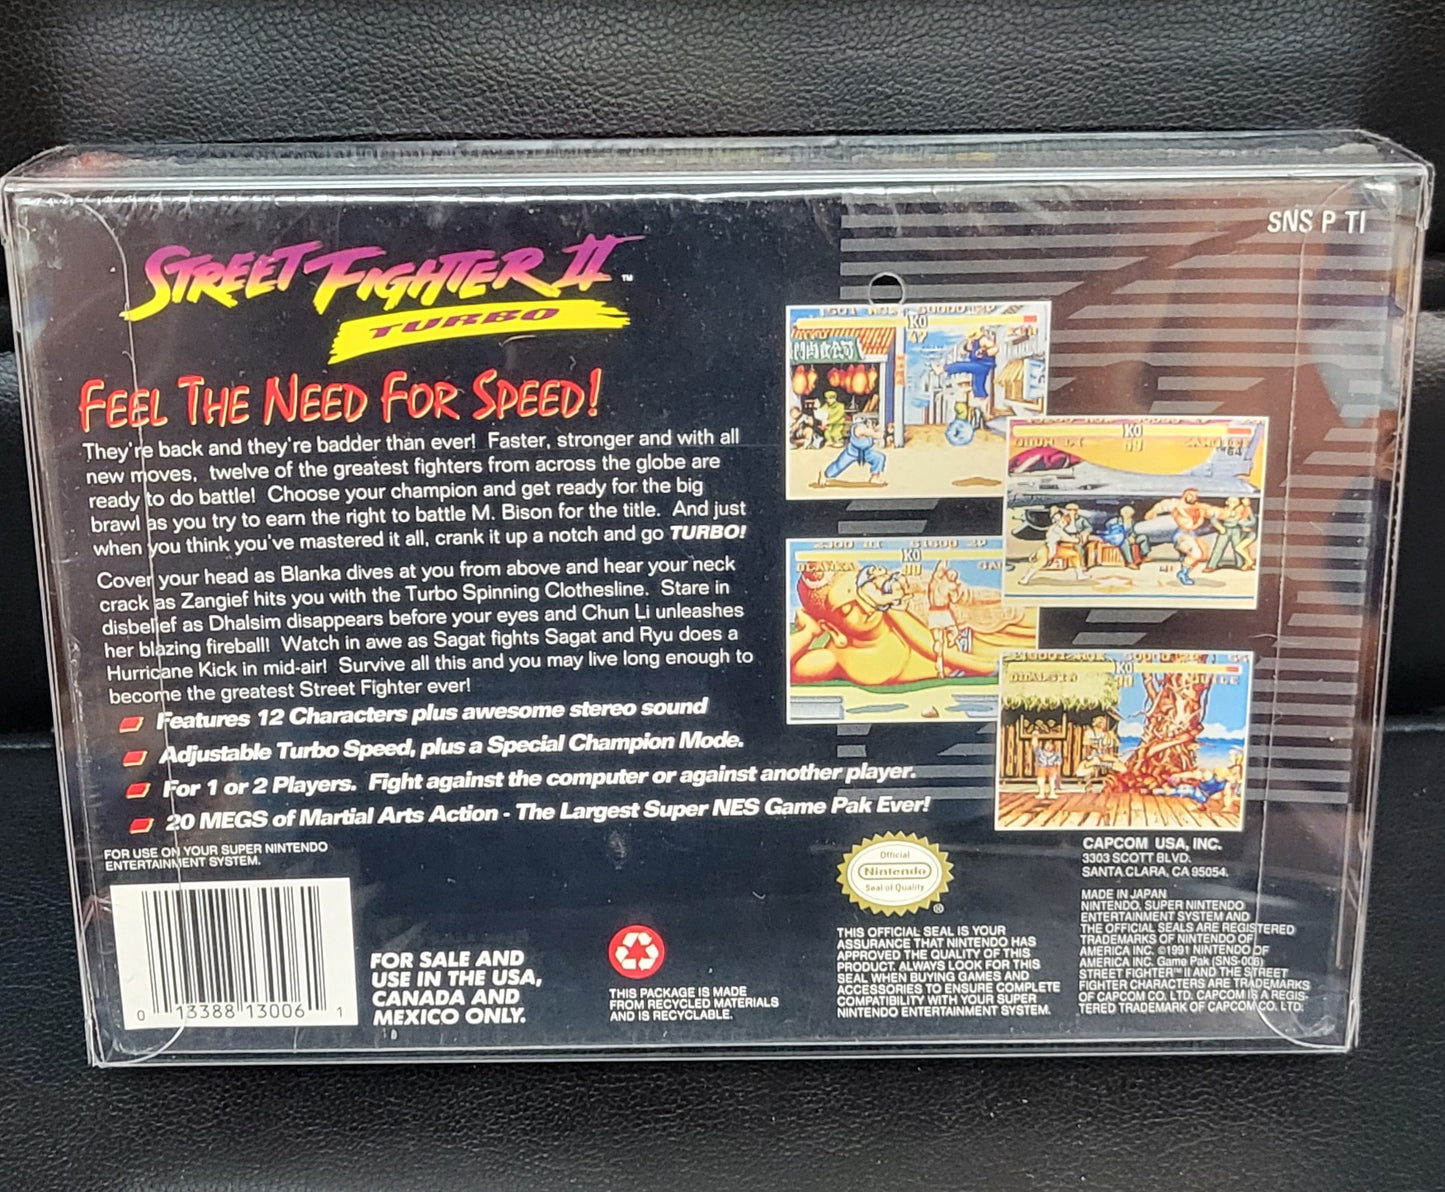 SNS P TI
STREET FIGHTER II ™
TURBO
FEEL THE NEED FOR SPEED!
They're back and they're badder than ever! Faster, stronger and with all
new moves, twelve of the greatest fighters from across the globe are
ready to do battle! Choose your champion and get ready for the big
brawl as you try to earn the right to battle M. Bison for the title. And just
when you think you've mastered it all, crank it up a notch and go TURBO!
Cover your head as Blanka dives at you from above and hear your neck
crack as Zangief hits you with the Turbo Spinning Clothesline. Stare in
disbelief as Dhalsim disappears before your eyes and Chun Li unleashes
her blazing fireball! Watch in awe as Sagat fights Sagat and Ryu does a
Hurricane Kick in mid-air! Survive all this and you may live long enough to
become the greatest Street Fighter ever!
Features 12 Characters plus awesome stereo sound
Adjustable Turbo Speed, plus a Special Champion Mode.
For 1 or 2 Players. Fight against the computer or against another player.
20 MEGS of Martial Arts Action - The Largest Super NES Game Pak Ever!
KO
CHUN LI
KO
KO
BLANKA
KO
DHALSIM
FOR USE ON YOUR SUPER NINTENDO
ENTERTAINMENT SYSTEM.
0 13388 13006 1
FOR SALE AND
USE IN THE USA,
CANADA AND
MEXICO ONLY.
THIS PACKAGE IS MADE
FROM RECYCLED MATERIALS
AND IS RECYCLABLE.
Official
Nintendo
Seal of Quality
®
THIS OFFICIAL SEAL IS YOUR
ASSURANCE THAT NINTENDO HAS
APPROVED THE QUALITY OF THIS
PRODUCT. ALWAYS LOOK FOR THIS
SEAL WHEN BUYING GAMES AND
ACCESSORIES TO ENSURE COMPLETE
COMPATIBILITY WITH YOUR SUPER
NINTENDO ENTERTAINMENT SYSTEM.
CAPCOM USA, INC.
3303 SCOTT BLVD.
SANTA CLARA, CA 95054.
MADE IN JAPAN
NINTENDO, SUPER NINTENDO
ENTERTAINMENT SYSTEM AND
THE OFFICIAL SEALS ARE REGISTERED
TRADEMARKS OF NINTENDO OF
AMERICA INC. ©1991 NINTENDO OF
AMERICA INC. Game Pak (SNS-006)
STREET FIGHTER™ II AND THE STREET
FIGHTER CHARACTERS ARE TRADEMARKS
OF CAPCOM CO. LTD. CAPCOM IS A REGIS-
TERED TRADEMARK OF CAPCOM CO. LTD.